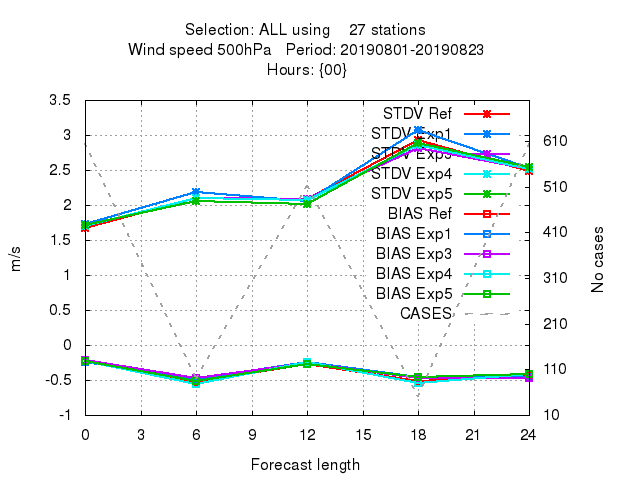 Selection: ALL using 27 stations
Wind speed 500hPa Period: 20190801-20190823
Hours: {00}
3.5
3
2.5
2
1.5
1
0.5
0
-0.5
-1
m/s
STDV Ref
STDV Exp1
STDV Exp3
STDV Exp4
STDV Exp5
BIAS Ref
BIAS Exp1
BIAS Exp3
BIAS Exp4
BIAS Exp5
CASES
610
510
410
310
210
110
10
No cases
0 3 6 9 12 15 18 21 24
Forecast length